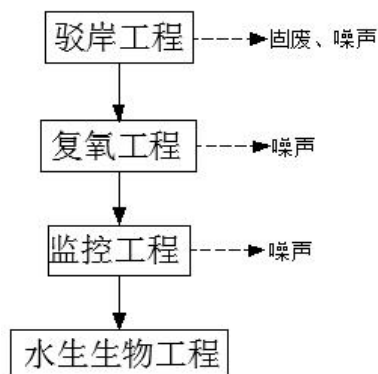 驳岸工程
固废、噪声
复氧工程
噪声
监控工程
噪声
水生生物工程